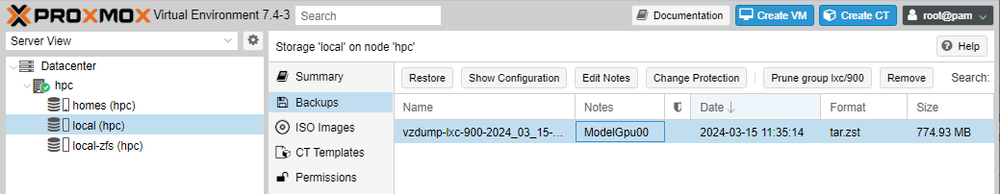 PROXMOX Virtual Environment 7.4-3 Search Documentation Create VM Create CT root@pam
Server View
Storage 'local' on node 'hpc' Help
Datacenter
hpc
homes (hpc)
local (hpc)
local-zfs (hpc)
Summary
Backups
ISO Images
CT Templates
Permissions
Restore Show Configuration Edit Notes Change Protection Prune group lxc/900 Remove Search:
Name Notes Date ↓ Format Size
vzdump-lxc-900-2024_03_15-... ModelGpu00 2024-03-15 11:35:14 tar.zst 774.93 MB